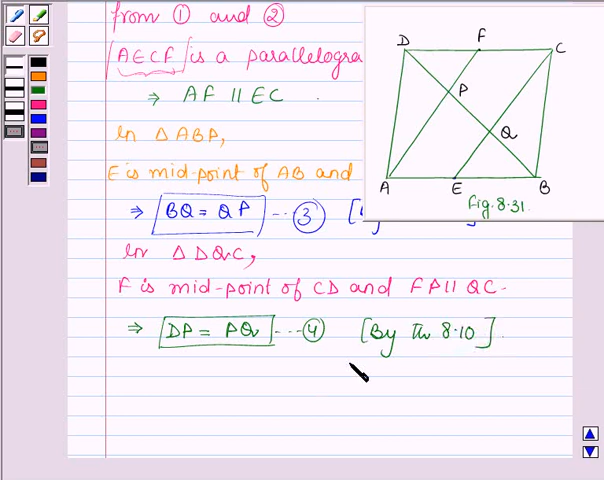 from ① and ②
AECF is a parallelogra
⇒ AF || EC
In △ ABP,
E is mid-point of AB and
⇒ BQ = QP --- ③ [
In △ DQC,
F is mid-point of CD and FP || QC.
⇒ DP = PQ ---- ④ [By Th 8.10].
D F C
P
Q
A E B
Fig. 8.31.